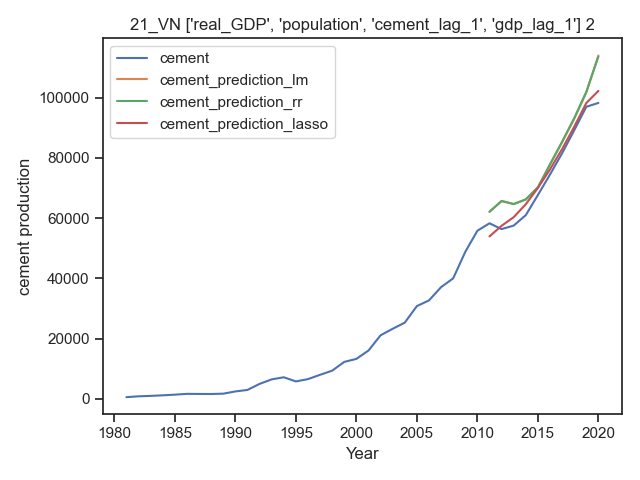 21_VN ['real_GDP', 'population', 'cement_lag_1', 'gdp_lag_1'] 2
cement
cement_prediction_lm
cement_prediction_rr
cement_prediction_lasso
cement production
100000
80000
60000
40000
20000
0
1980 1985 1990 1995 2000 2005 2010 2015 2020
Year